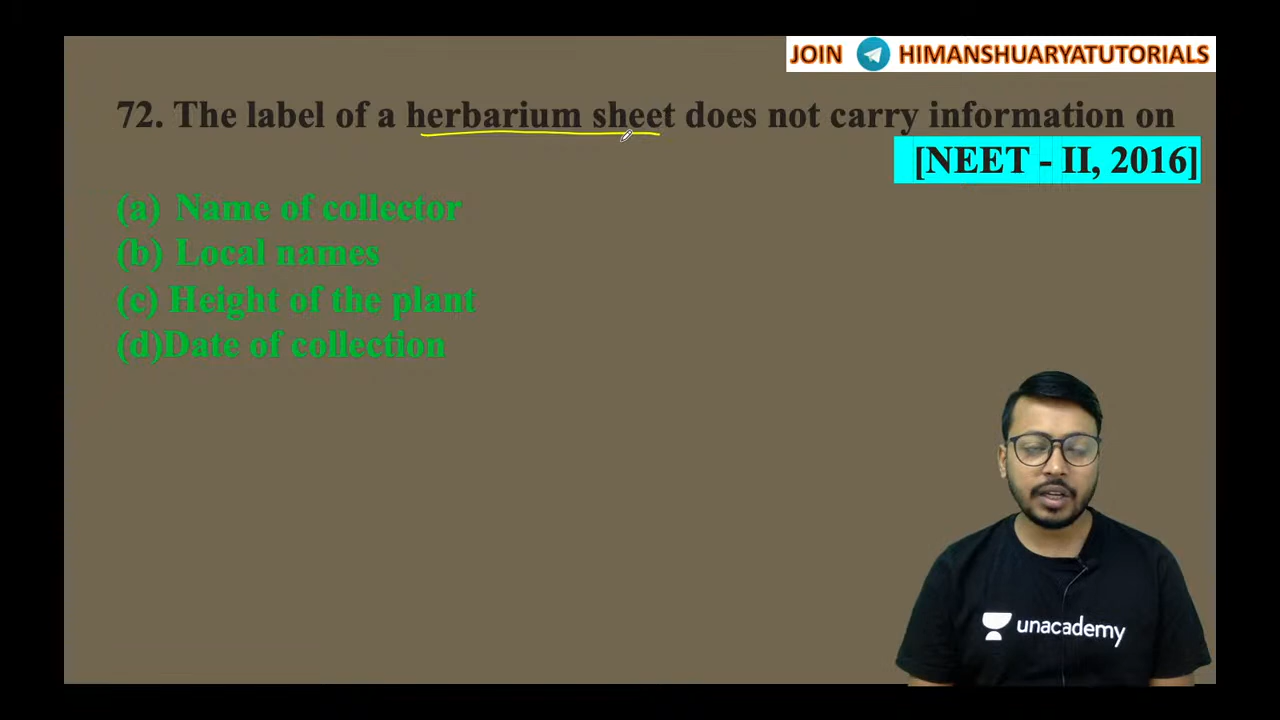 JOIN HIMANSHUARYATUTORIALS
72. The label of a herbarium sheet does not carry information on
[NEET - II, 2016]
(a) Name of collector
(b) Local names
(c) Height of the plant
(d)Date of collection
unacademy